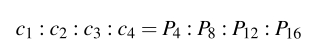 c₁ : c₂ : c₃ : c₄ = P₄ : P₈ : P₁₂ : P₁₆